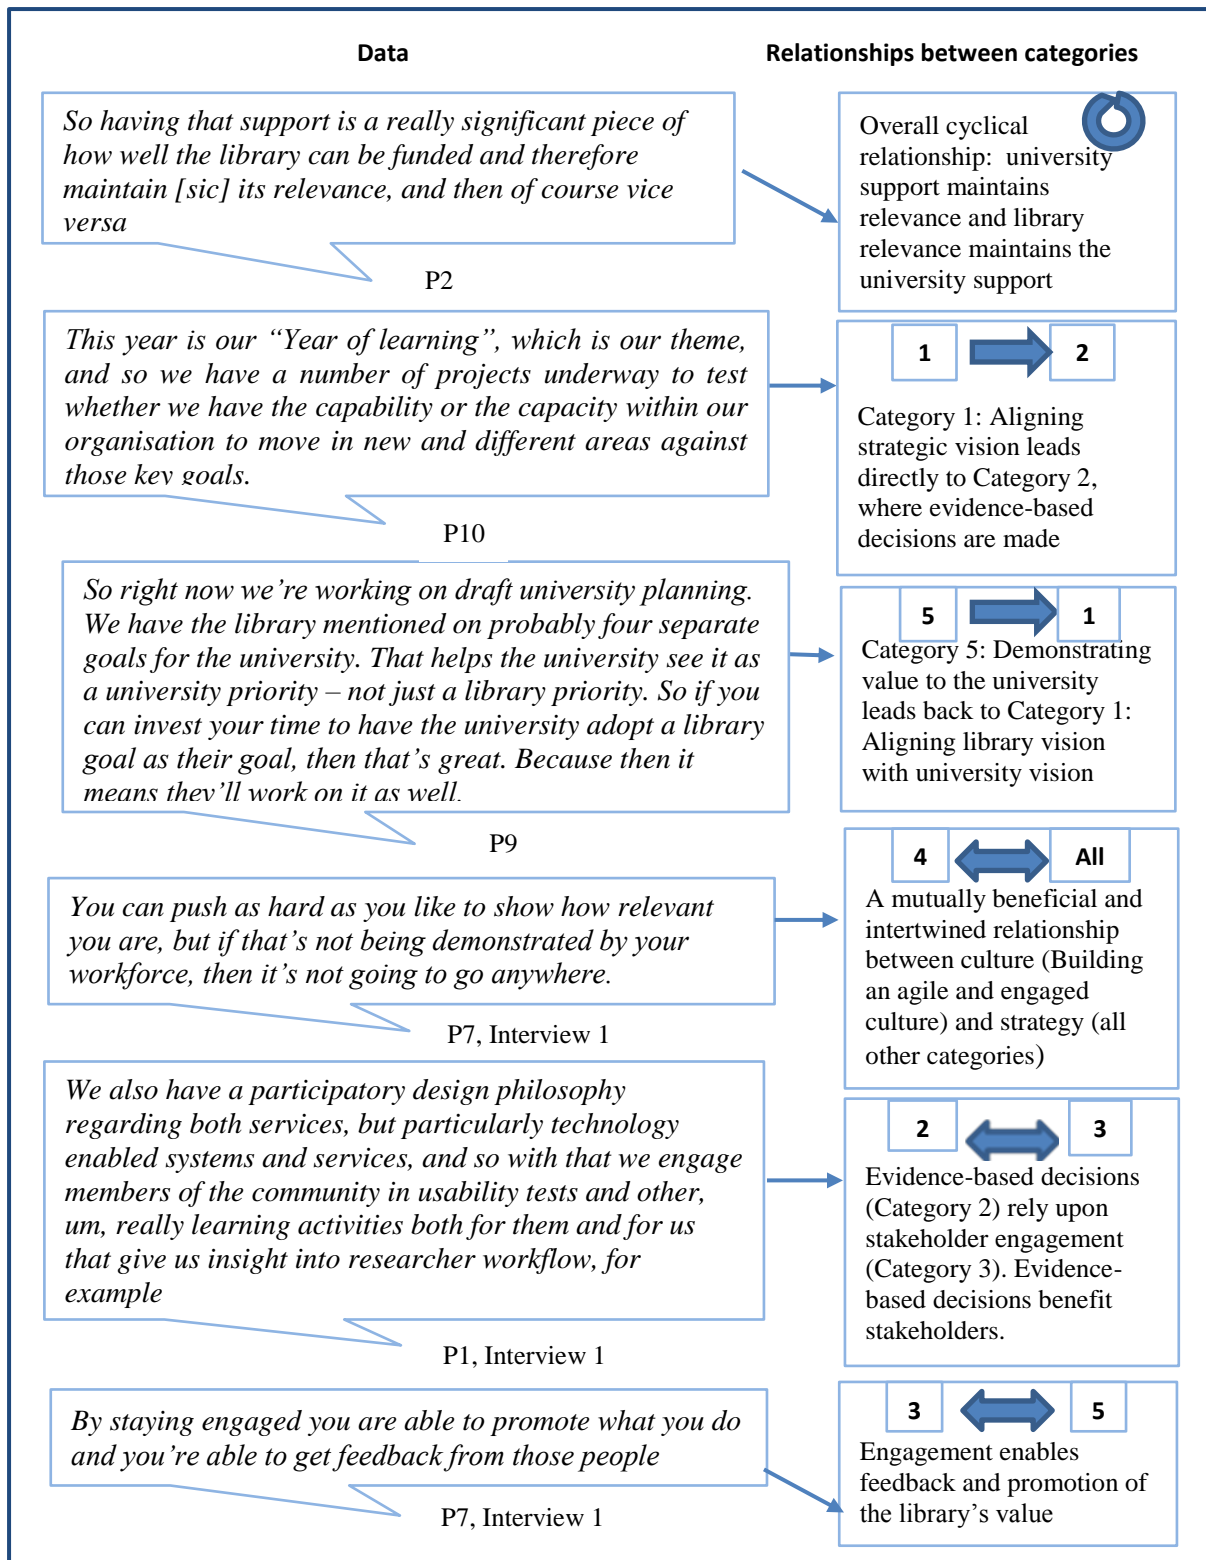 Data
Relationships between categories
So having that support is a really significant piece of
how well the library can be funded and therefore
maintain [sic] its relevance, and then of course vice
versa
P2
Overall cyclical
relationship: university
support maintains
relevance and library
relevance maintains the
university support
This year is our “Year of learning”, which is our theme,
and so we have a number of projects underway to test
whether we have the capability or the capacity within our
organisation to move in new and different areas against
those key goals.
P10
1
2
Category 1: Aligning
strategic vision leads
directly to Category 2,
where evidence-based
decisions are made
So right now we’re working on draft university planning.
We have the library mentioned on probably four separate
goals for the university. That helps the university see it as
a university priority – not just a library priority. So if you
can invest your time to have the university adopt a library
goal as their goal, then that’s great. Because then it
means they’ll work on it as well.
P9
5
1
Category 5: Demonstrating
value to the university
leads back to Category 1:
Aligning library vision
with university vision
You can push as hard as you like to show how relevant
you are, but if that’s not being demonstrated by your
workforce, then it’s not going to go anywhere.
P7, Interview 1
4
All
A mutually beneficial and
intertwined relationship
between culture (Building
an agile and engaged
culture) and strategy (all
other categories)
We also have a participatory design philosophy
regarding both services, but particularly technology
enabled systems and services, and so with that we engage
members of the community in usability tests and other,
um, really learning activities both for them and for us
that give us insight into researcher workflow, for
example
P1, Interview 1
2
3
Evidence-based decisions
(Category 2) rely upon
stakeholder engagement
(Category 3). Evidence-
based decisions benefit
stakeholders.
By staying engaged you are able to promote what you do
and you’re able to get feedback from those people
P7, Interview 1
3
5
Engagement enables
feedback and promotion of
the library’s value